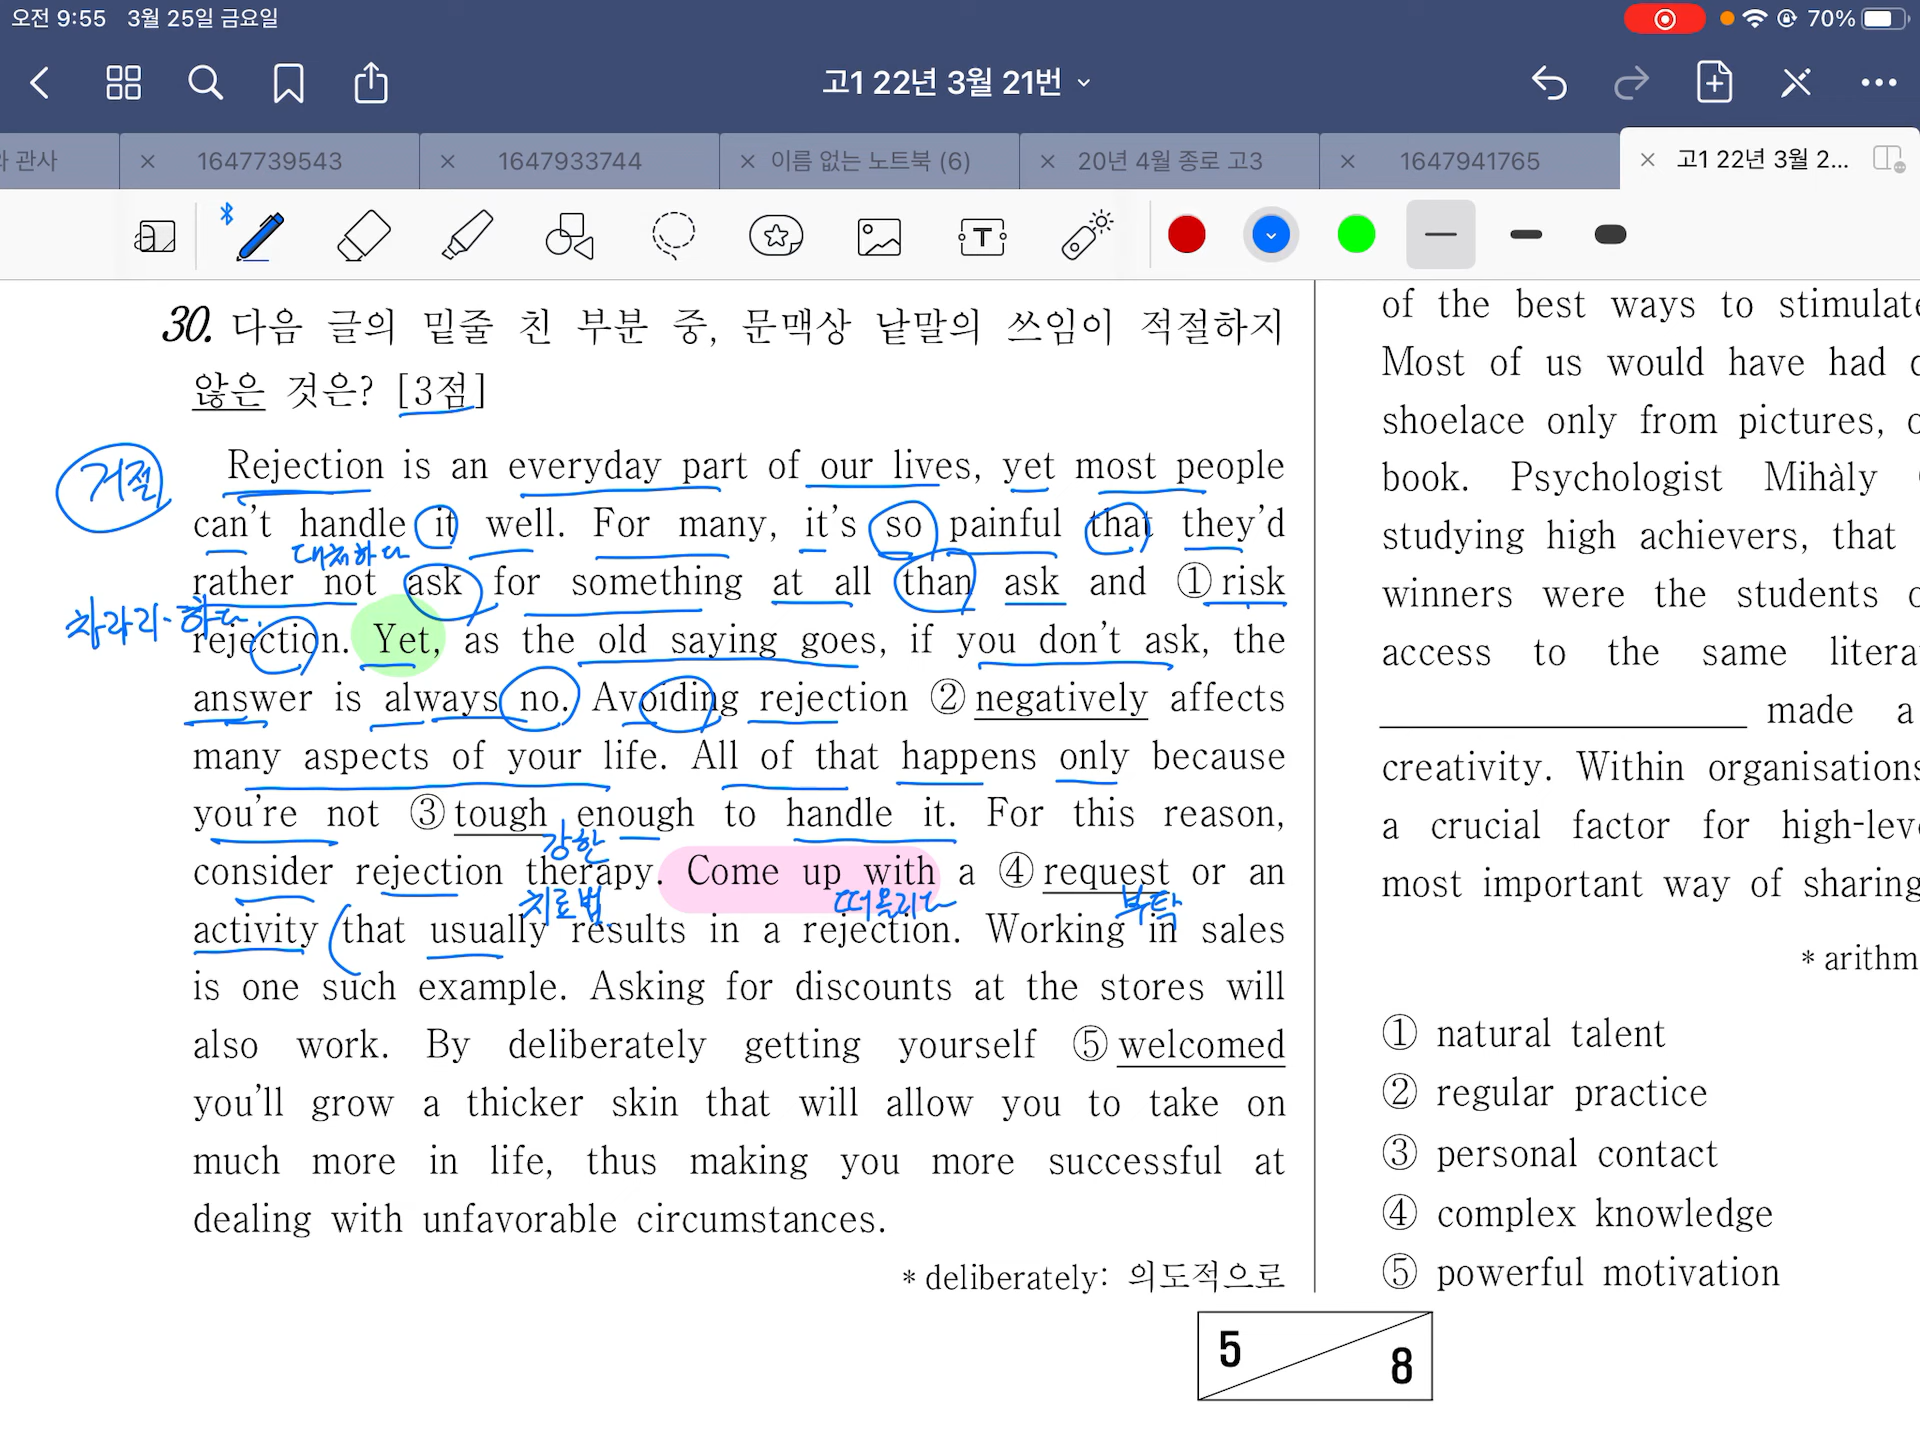 오전 9:55 3월 25일 금요일
70%
고1 22년 3월 21번
관사
1647739543
1647933744
이름 없는 노트북 (6)
20년 4월 종로 고3
1647941765
고1 22년 3월 2...
30. 다음 글의 밑줄 친 부분 중, 문맥상 낱말의 쓰임이 적절하지
않은 것은? [3점]
거절
Rejection is an everyday part of our lives, yet most people
can't handle it well. For many, it's so painful that they'd
대처하다
rather not ask for something at all than ask and ① risk
차라리·하다.
rejection. Yet, as the old saying goes, if you don't ask, the
answer is always no. Avoiding rejection ② negatively affects
many aspects of your life. All of that happens only because
you're not ③ tough enough to handle it. For this reason,
강한
consider rejection therapy. Come up with a ④ request or an
치료법 떠올리다 부탁
activity (that usually results in a rejection. Working in sales
is one such example. Asking for discounts at the stores will
also work. By deliberately getting yourself ⑤ welcomed
you'll grow a thicker skin that will allow you to take on
much more in life, thus making you more successful at
dealing with unfavorable circumstances.
* deliberately: 의도적으로
5 8
of the best ways to stimulate
Most of us would have had
shoelace only from pictures,
book. Psychologist Mihàly
studying high achievers, that
winners were the students
access to the same
made a
creativity. Within organisations
a crucial factor for
most important way of sharing
① natural talent
② regular practice
③ personal contact
④ complex knowledge
⑤ powerful motivation